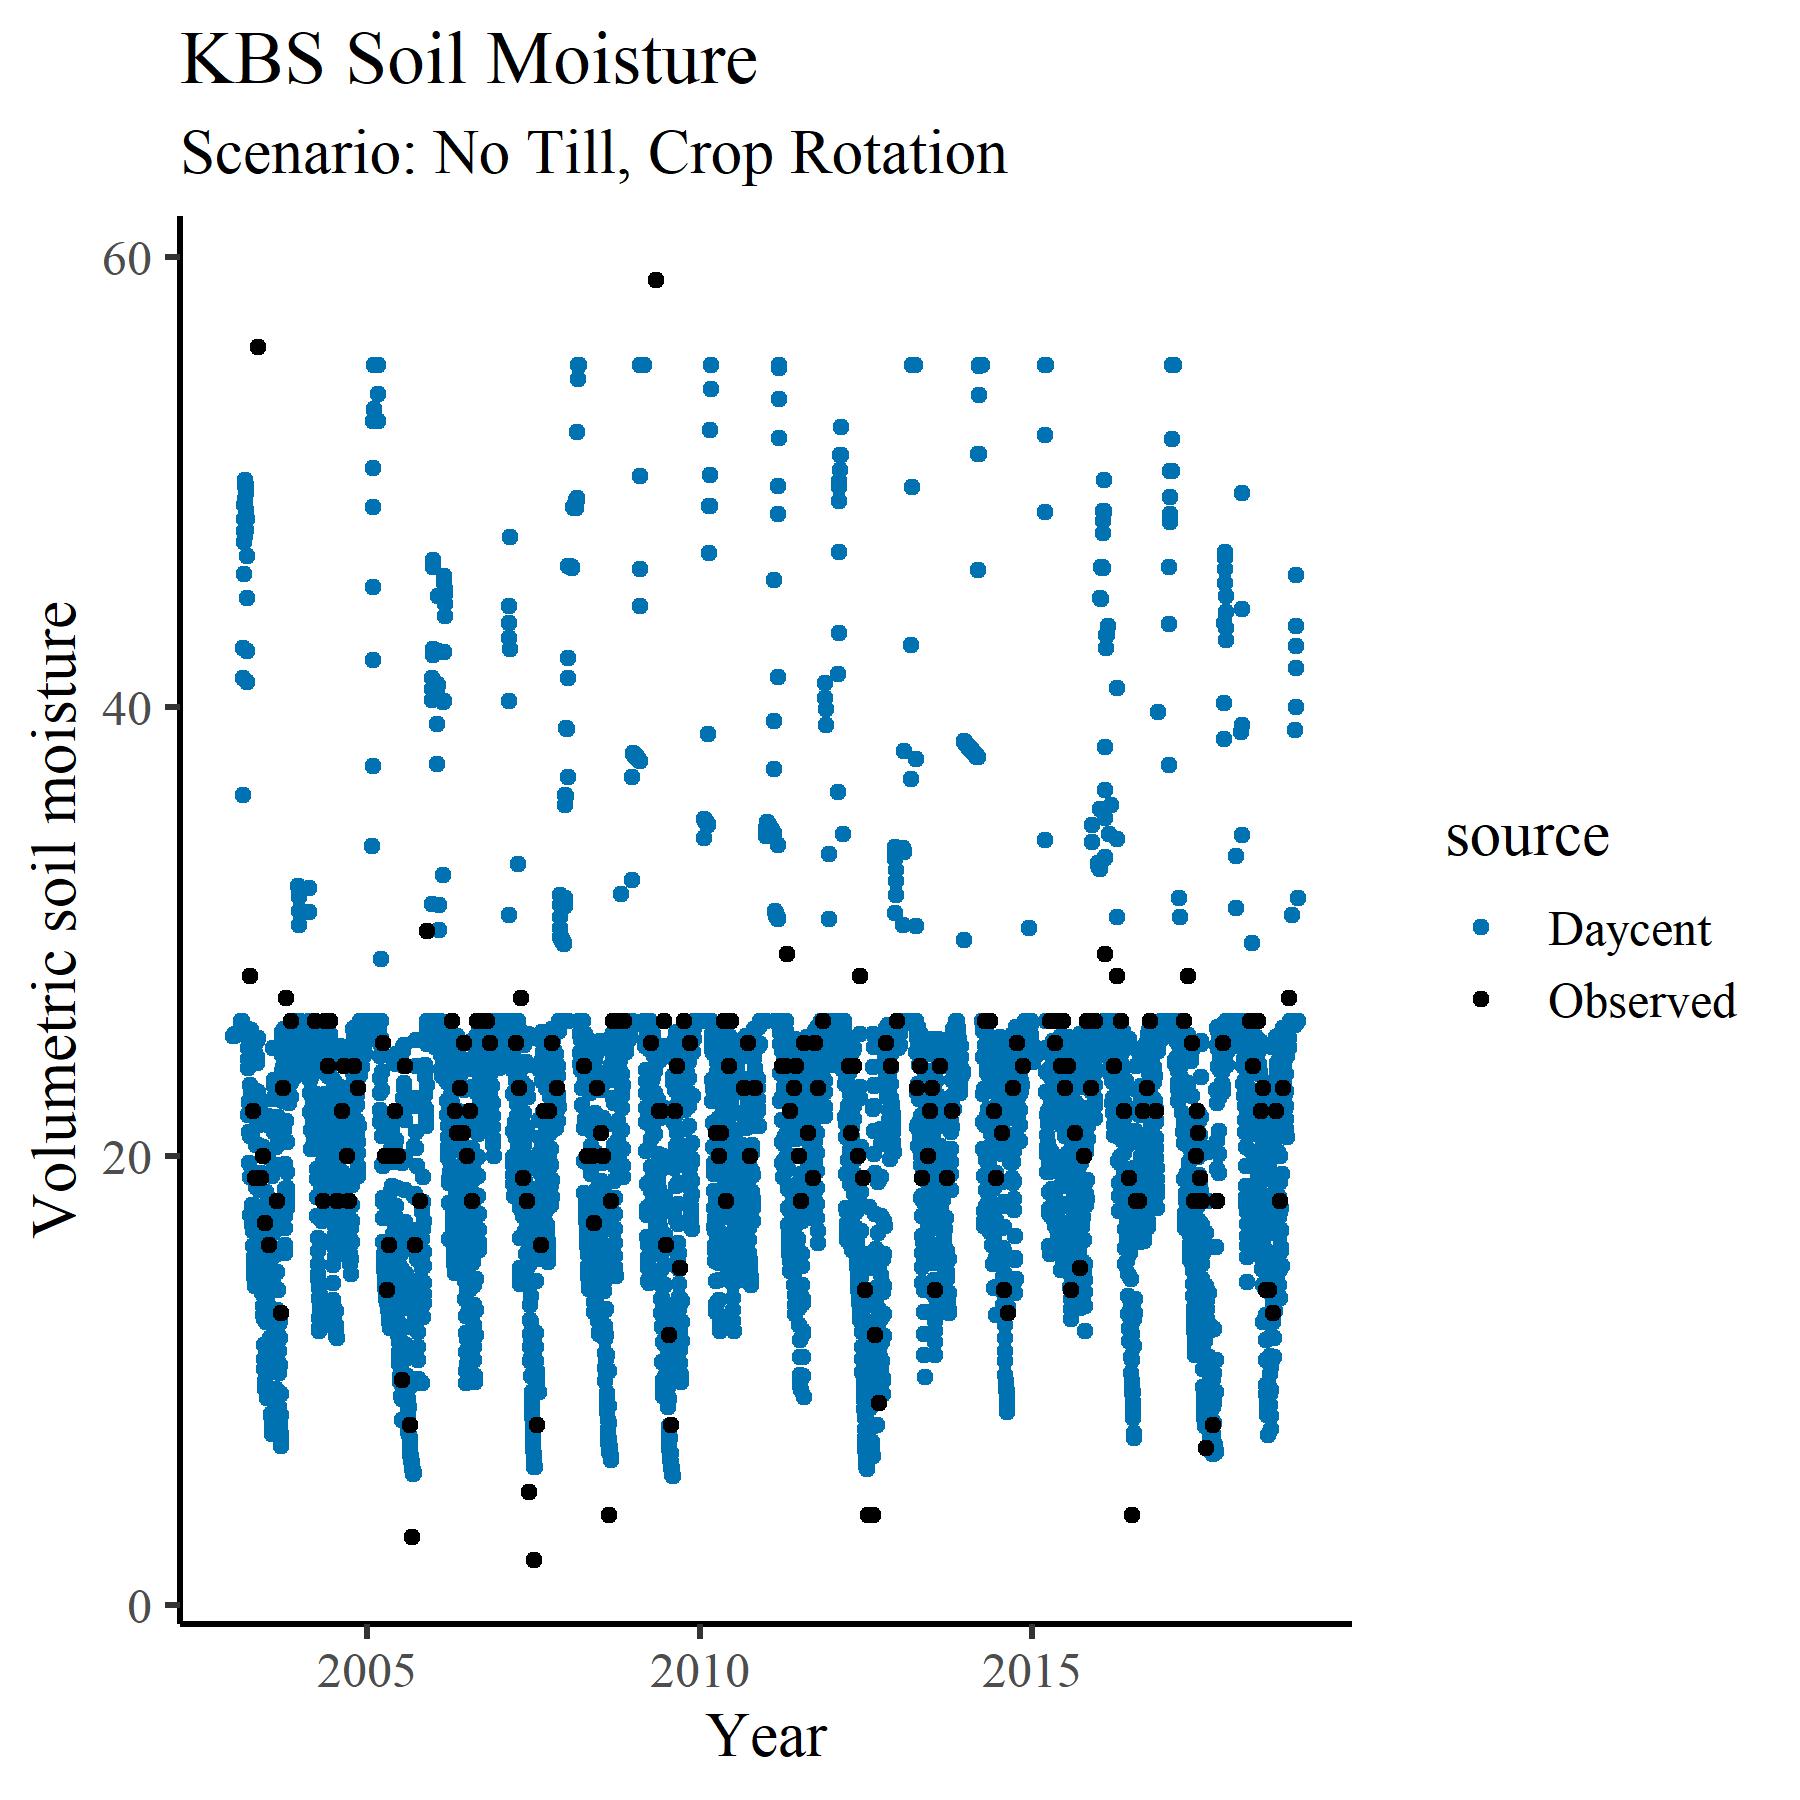 KBS Soil Moisture
Scenario: No Till, Crop Rotation
Volumetric soil moisture
60
40
20
0
2005
2010
2015
Year
source
Daycent
Observed